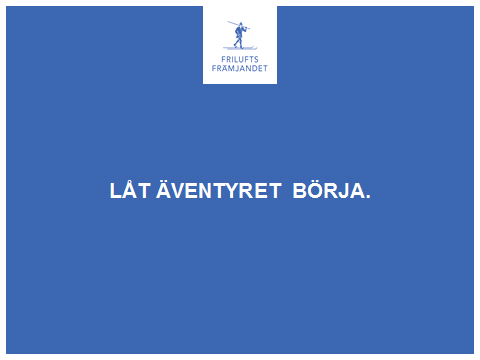 FRILUFTS
FRÄMJANDET
LÅT ÄVENTYRET  BÖRJA.